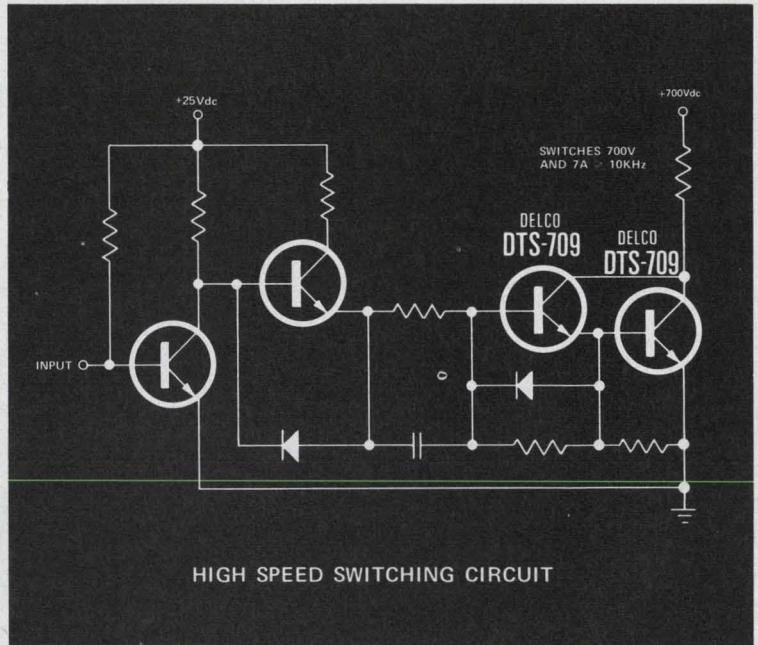 +25Vdc
+700Vdc
SWITCHES 700V
AND 7A 10KHz
DELCO
DTS-709
DELCO
DTS-709
INPUT
HIGH SPEED SWITCHING CIRCUIT